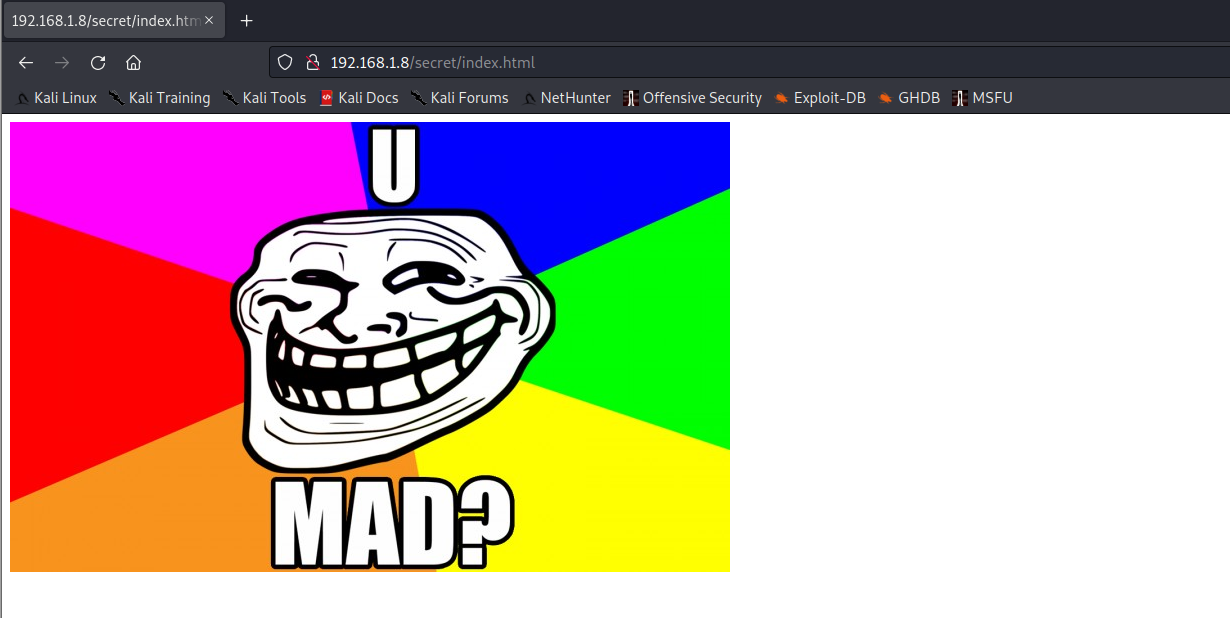 192.168.1.8/secret/index.htm
192.168.1.8/secret/index.html
Kali Linux Kali Training Kali Tools Kali Docs Kali Forums NetHunter Offensive Security Exploit-DB GHDB MSFU
U
MAD?